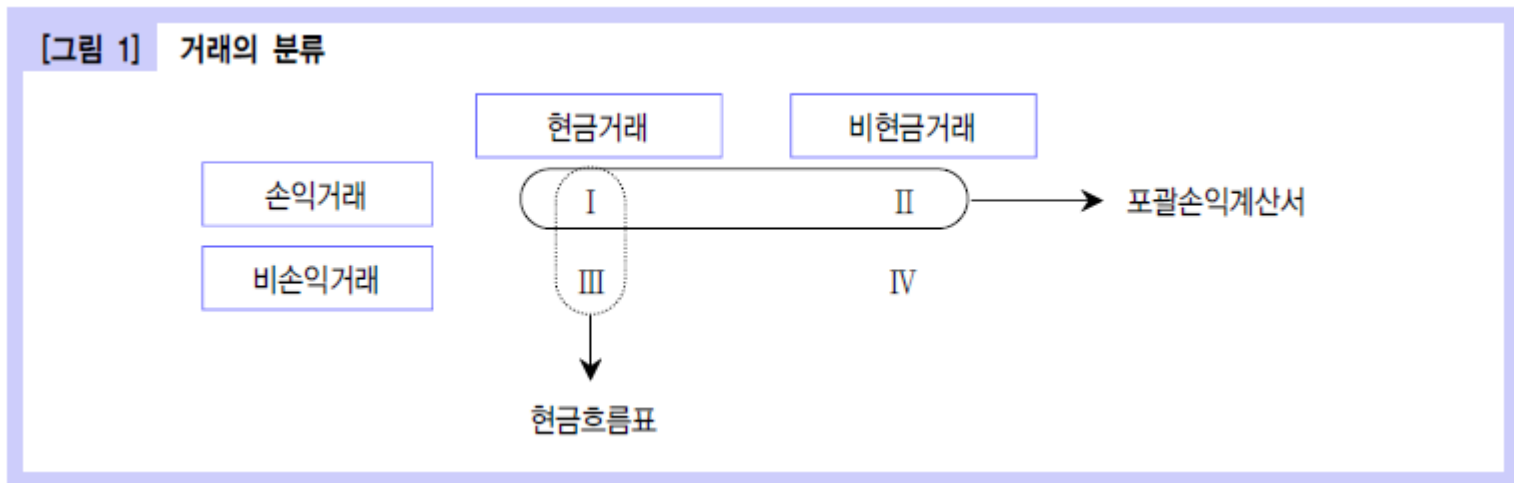 [그림 1] 거래의 분류
현금거래 비현금거래
손익거래 Ⅰ Ⅱ 포괄손익계산서
비손익거래 Ⅲ Ⅳ
현금흐름표